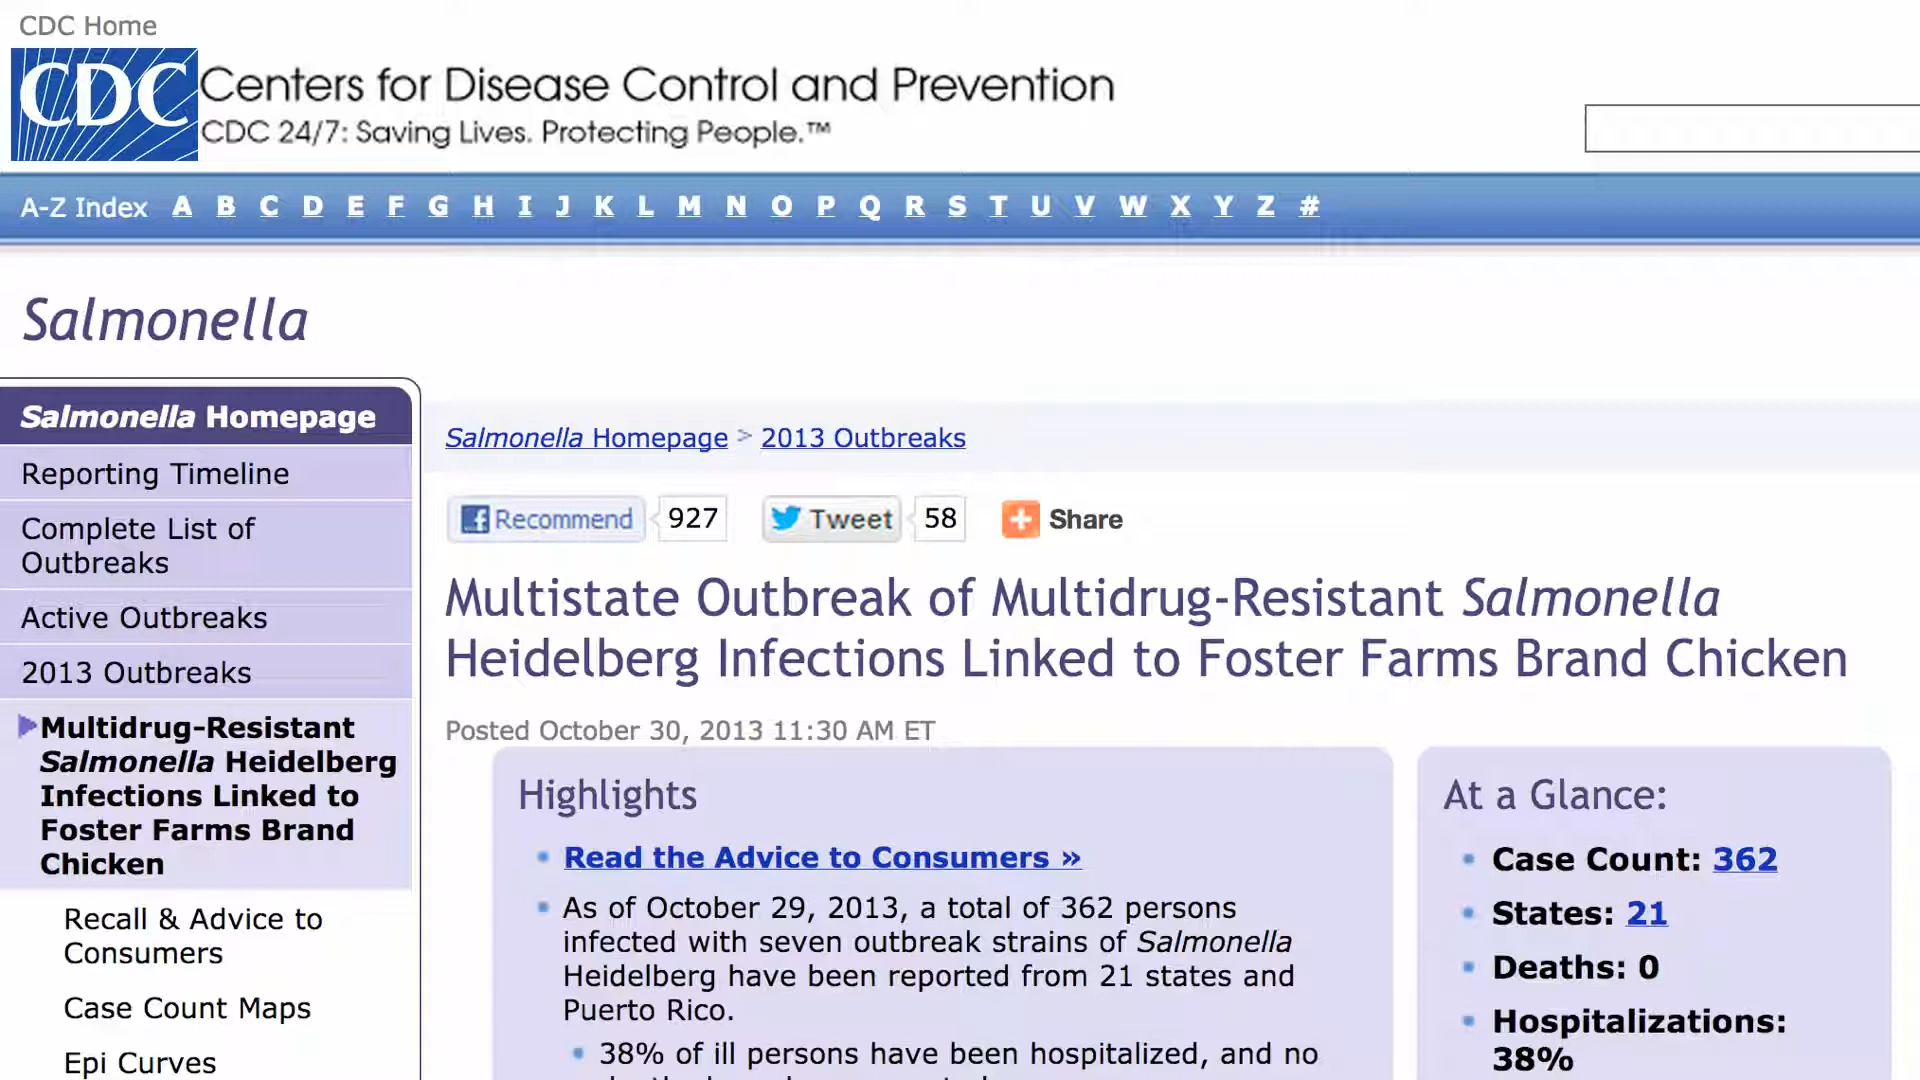 CDC Home
CDC
Centers for Disease Control and Prevention
CDC 24/7: Saving Lives. Protecting People.™
A-Z Index A B C D E F G H I J K L M N O P Q R S T U V W X Y Z #
Salmonella
Salmonella Homepage
Reporting Timeline
Complete List of
Outbreaks
Active Outbreaks
2013 Outbreaks
Multidrug-Resistant
Salmonella Heidelberg
Infections Linked to
Foster Farms Brand
Chicken
Recall & Advice to
Consumers
Case Count Maps
Epi Curves
Salmonella Homepage > 2013 Outbreaks
Recommend 927 Tweet 58 Share
Multistate Outbreak of Multidrug-Resistant Salmonella
Heidelberg Infections Linked to Foster Farms Brand Chicken
Posted October 30, 2013 11:30 AM ET
Highlights
Read the Advice to Consumers »
As of October 29, 2013, a total of 362 persons
infected with seven outbreak strains of Salmonella
Heidelberg have been reported from 21 states and
Puerto Rico.
38% of ill persons have been hospitalized, and no
At a Glance:
Case Count: 362
States: 21
Deaths: 0
Hospitalizations:
38%